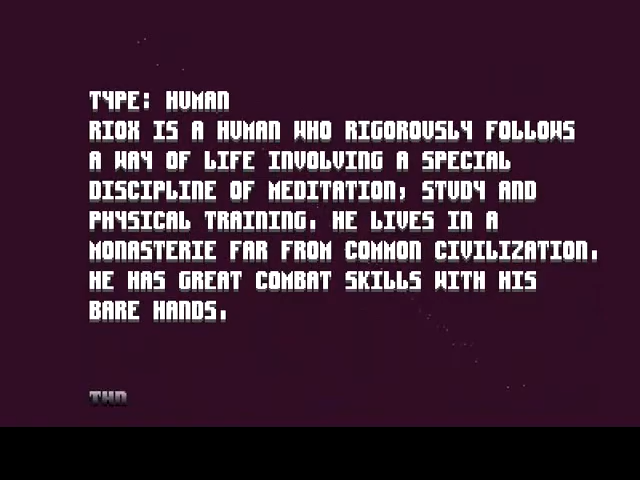 TYPE: HUMAN
RIOX IS A HUMAN WHO RIGOROUSLY FOLLOWS
A WAY OF LIFE INVOLVING A SPECIAL
DISCIPLINE OF MEDITATION, STUDY AND
PHYSICAL TRAINING. HE LIVES IN A
MONASTERIE FAR FROM COMMON CIVILIZATION.
HE HAS GREAT COMBAT SKILLS WITH HIS
BARE HANDS.